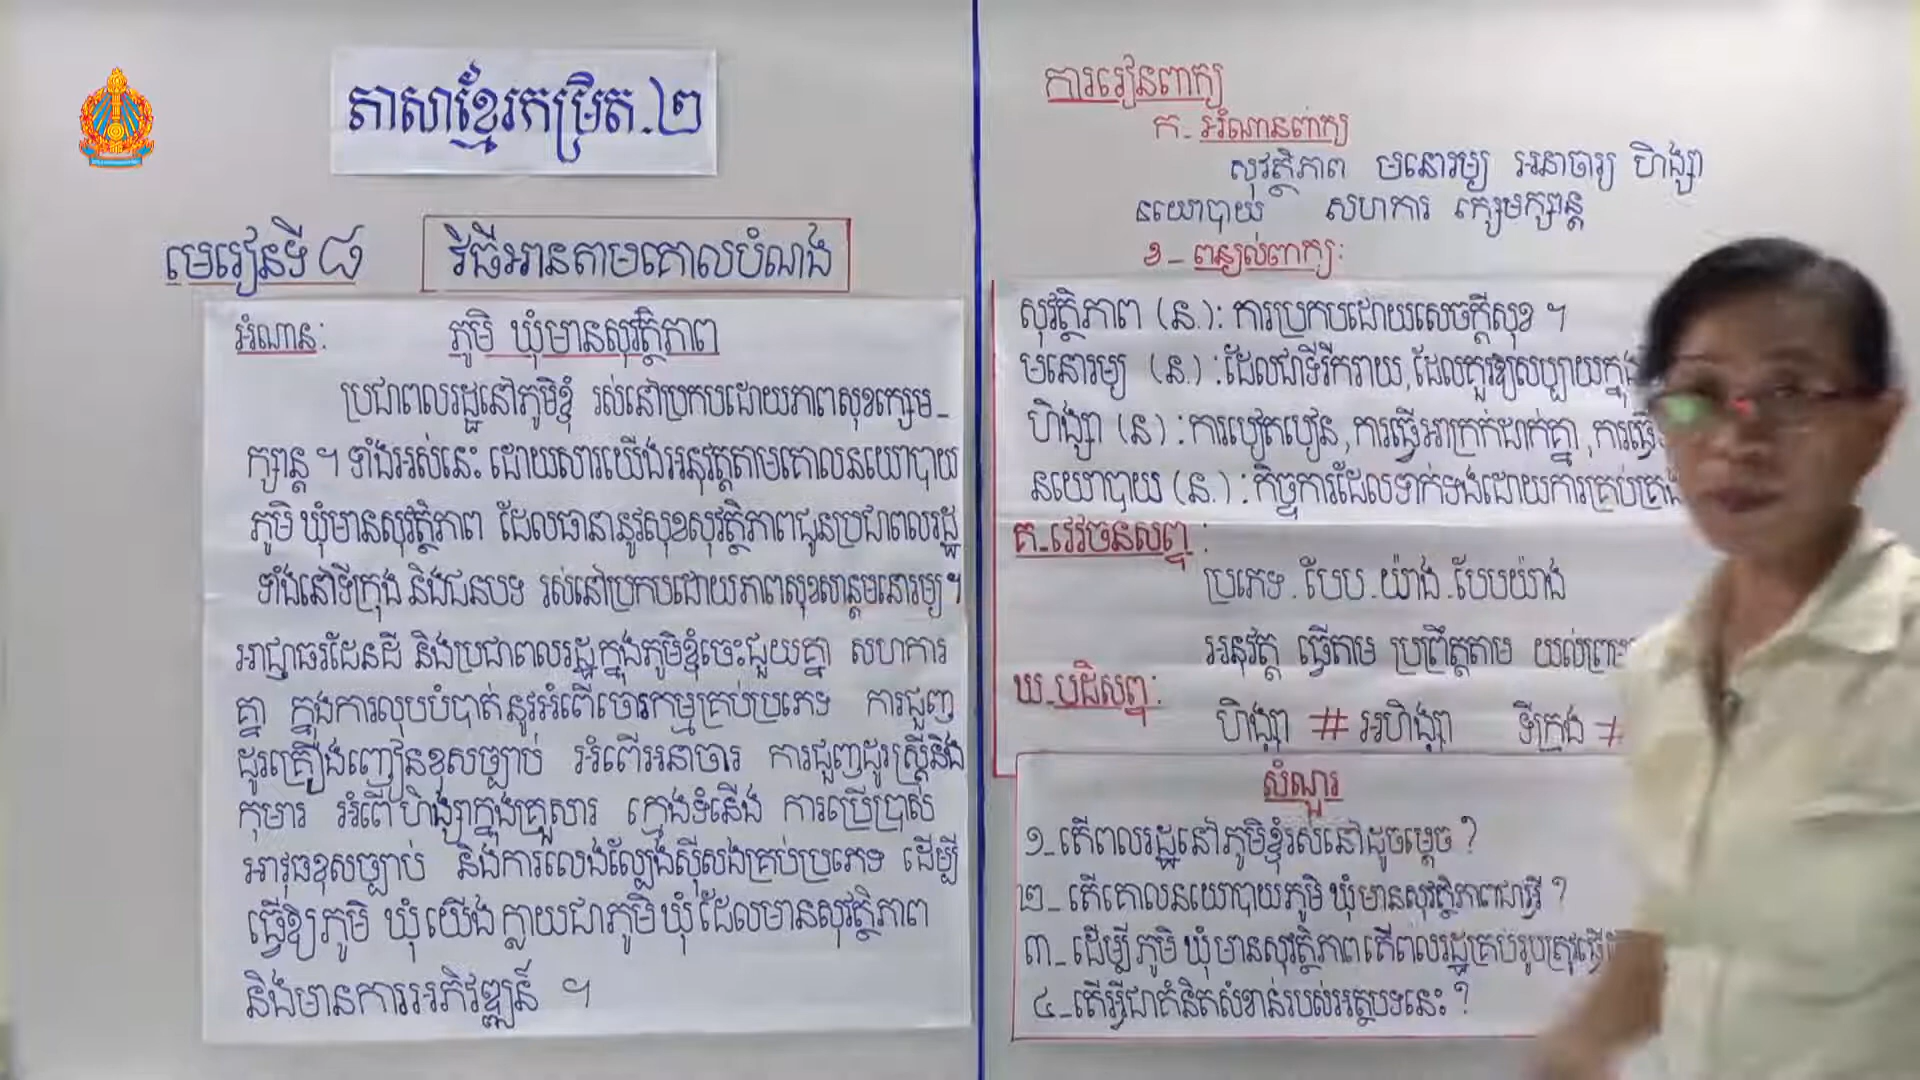 ភាសាខ្មែរកម្រិត.២
មេរៀនទី ៨
វិធីអានតាមគោលបំណង
អំណាន:
ភូមិ ឃុំមានសុវត្ថិភាព
ប្រជាពលរដ្ឋនៅភូមិខ្ញុំ រស់នៅប្រកបដោយភាពសុខក្សេម_
ក្សាន្ត ។ ទាំងអស់នេះ ដោយសារយើងអនុវត្តតាមគោលនយោបាយ
ភូមិ ឃុំមានសុវត្ថិភាព ដែលធានានូវសុខសុវត្ថិភាពជូនប្រជាពលរដ្ឋ
ទាំងនៅទីក្រុង និងជនបទ រស់នៅប្រកបដោយភាពសុខសាន្តមនោរម្យ។
អាជ្ញាធរដែនដី និងប្រជាពលរដ្ឋក្នុងភូមិខ្ញុំចេះជួយគ្នា សហការ
គ្នា ក្នុងការលុបបំបាត់នូវអំពើចោរកម្មគ្រប់ប្រភេទ ការជួញ
ដូរគ្រឿងញៀនខុសច្បាប់ អំពើអនាចារ ការជួញដូរស្ត្រីនិង
កុមារ អំពើហិង្សាក្នុងគ្រួសារ ក្មេងទំនើង ការប្រើប្រាស់
អាវុធខុសច្បាប់ និងការលេងល្បែងស៊ីសងគ្រប់ប្រភេទ ដើម្បី
ធ្វើឱ្យភូមិ ឃុំ យើង ក្លាយជាភូមិ ឃុំ ដែលមានសុវត្ថិភាព
និងមានការអភិវឌ្ឍន៍ ។
ការរៀនពាក្យ
ក_ អំណានពាក្យ
សុវត្ថិភាព មនោរម្យ អនាចារ្យ ហិង្សា
នយោបាយ សហការ ក្សេមក្សាន្ត
ខ_ ពន្យល់ពាក្យ:
សុវត្ថិភាព (ន.): ការប្រកបដោយសេចក្ដីសុខ ។
មនោរម្យ (ន.) : ដែលជាទីរីករាយ, ដែលគួរឱ្យសប្បាយក្នុង
ហិង្សា (ន) : ការបៀតបៀន, ការធ្វើអាក្រក់ដាក់គ្នា, ការធ្វើ
នយោបាយ (ន.) : កិច្ចការដែលទាក់ទងដោយការគ្រប់គ្រង
គ_វេវចនសព្ទ :
ប្រភេទ . បែប . យ៉ាង . បែបយ៉ាង
អនុវត្ត ធ្វើតាម ប្រព្រឹត្តតាម យល់ព្រម
ឃ_បដិសព្ទ:
ហិង្សា # អហិង្សា ទីក្រុង #
សំណួរ
១_តើពលរដ្ឋនៅភូមិខ្ញុំរស់នៅដូចម្ដេច ?
២_ តើគោលនយោបាយភូមិ ឃុំមានសុវត្ថិភាពជាអ្វី ?
៣_ ដើម្បី ភូមិ ឃុំមានសុវត្ថិភាពតើពលរដ្ឋគ្រប់រូបត្រូវធ្វើ
៤_តើអ្វីជាគំនិតសំខាន់របស់អត្ថបទនេះ ?